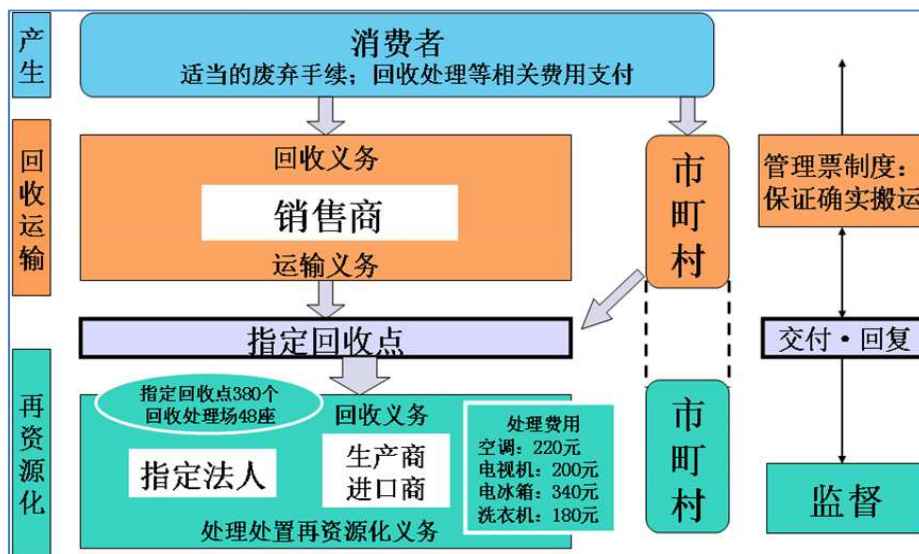 产生
消费者
适当的废弃手续；回收处理等相关费用支付
回收运输
回收义务
销售商
运输义务
市町村
管理票制度：
保证确实搬运
指定回收点
交付·回复
再资源化
指定回收点380个
回收处理场48座
回收义务
指定法人
生产商
进口商
处理处置再资源化义务
处理费用
空调：220元
电视机：200元
电冰箱：340元
洗衣机：180元
市町村
监督